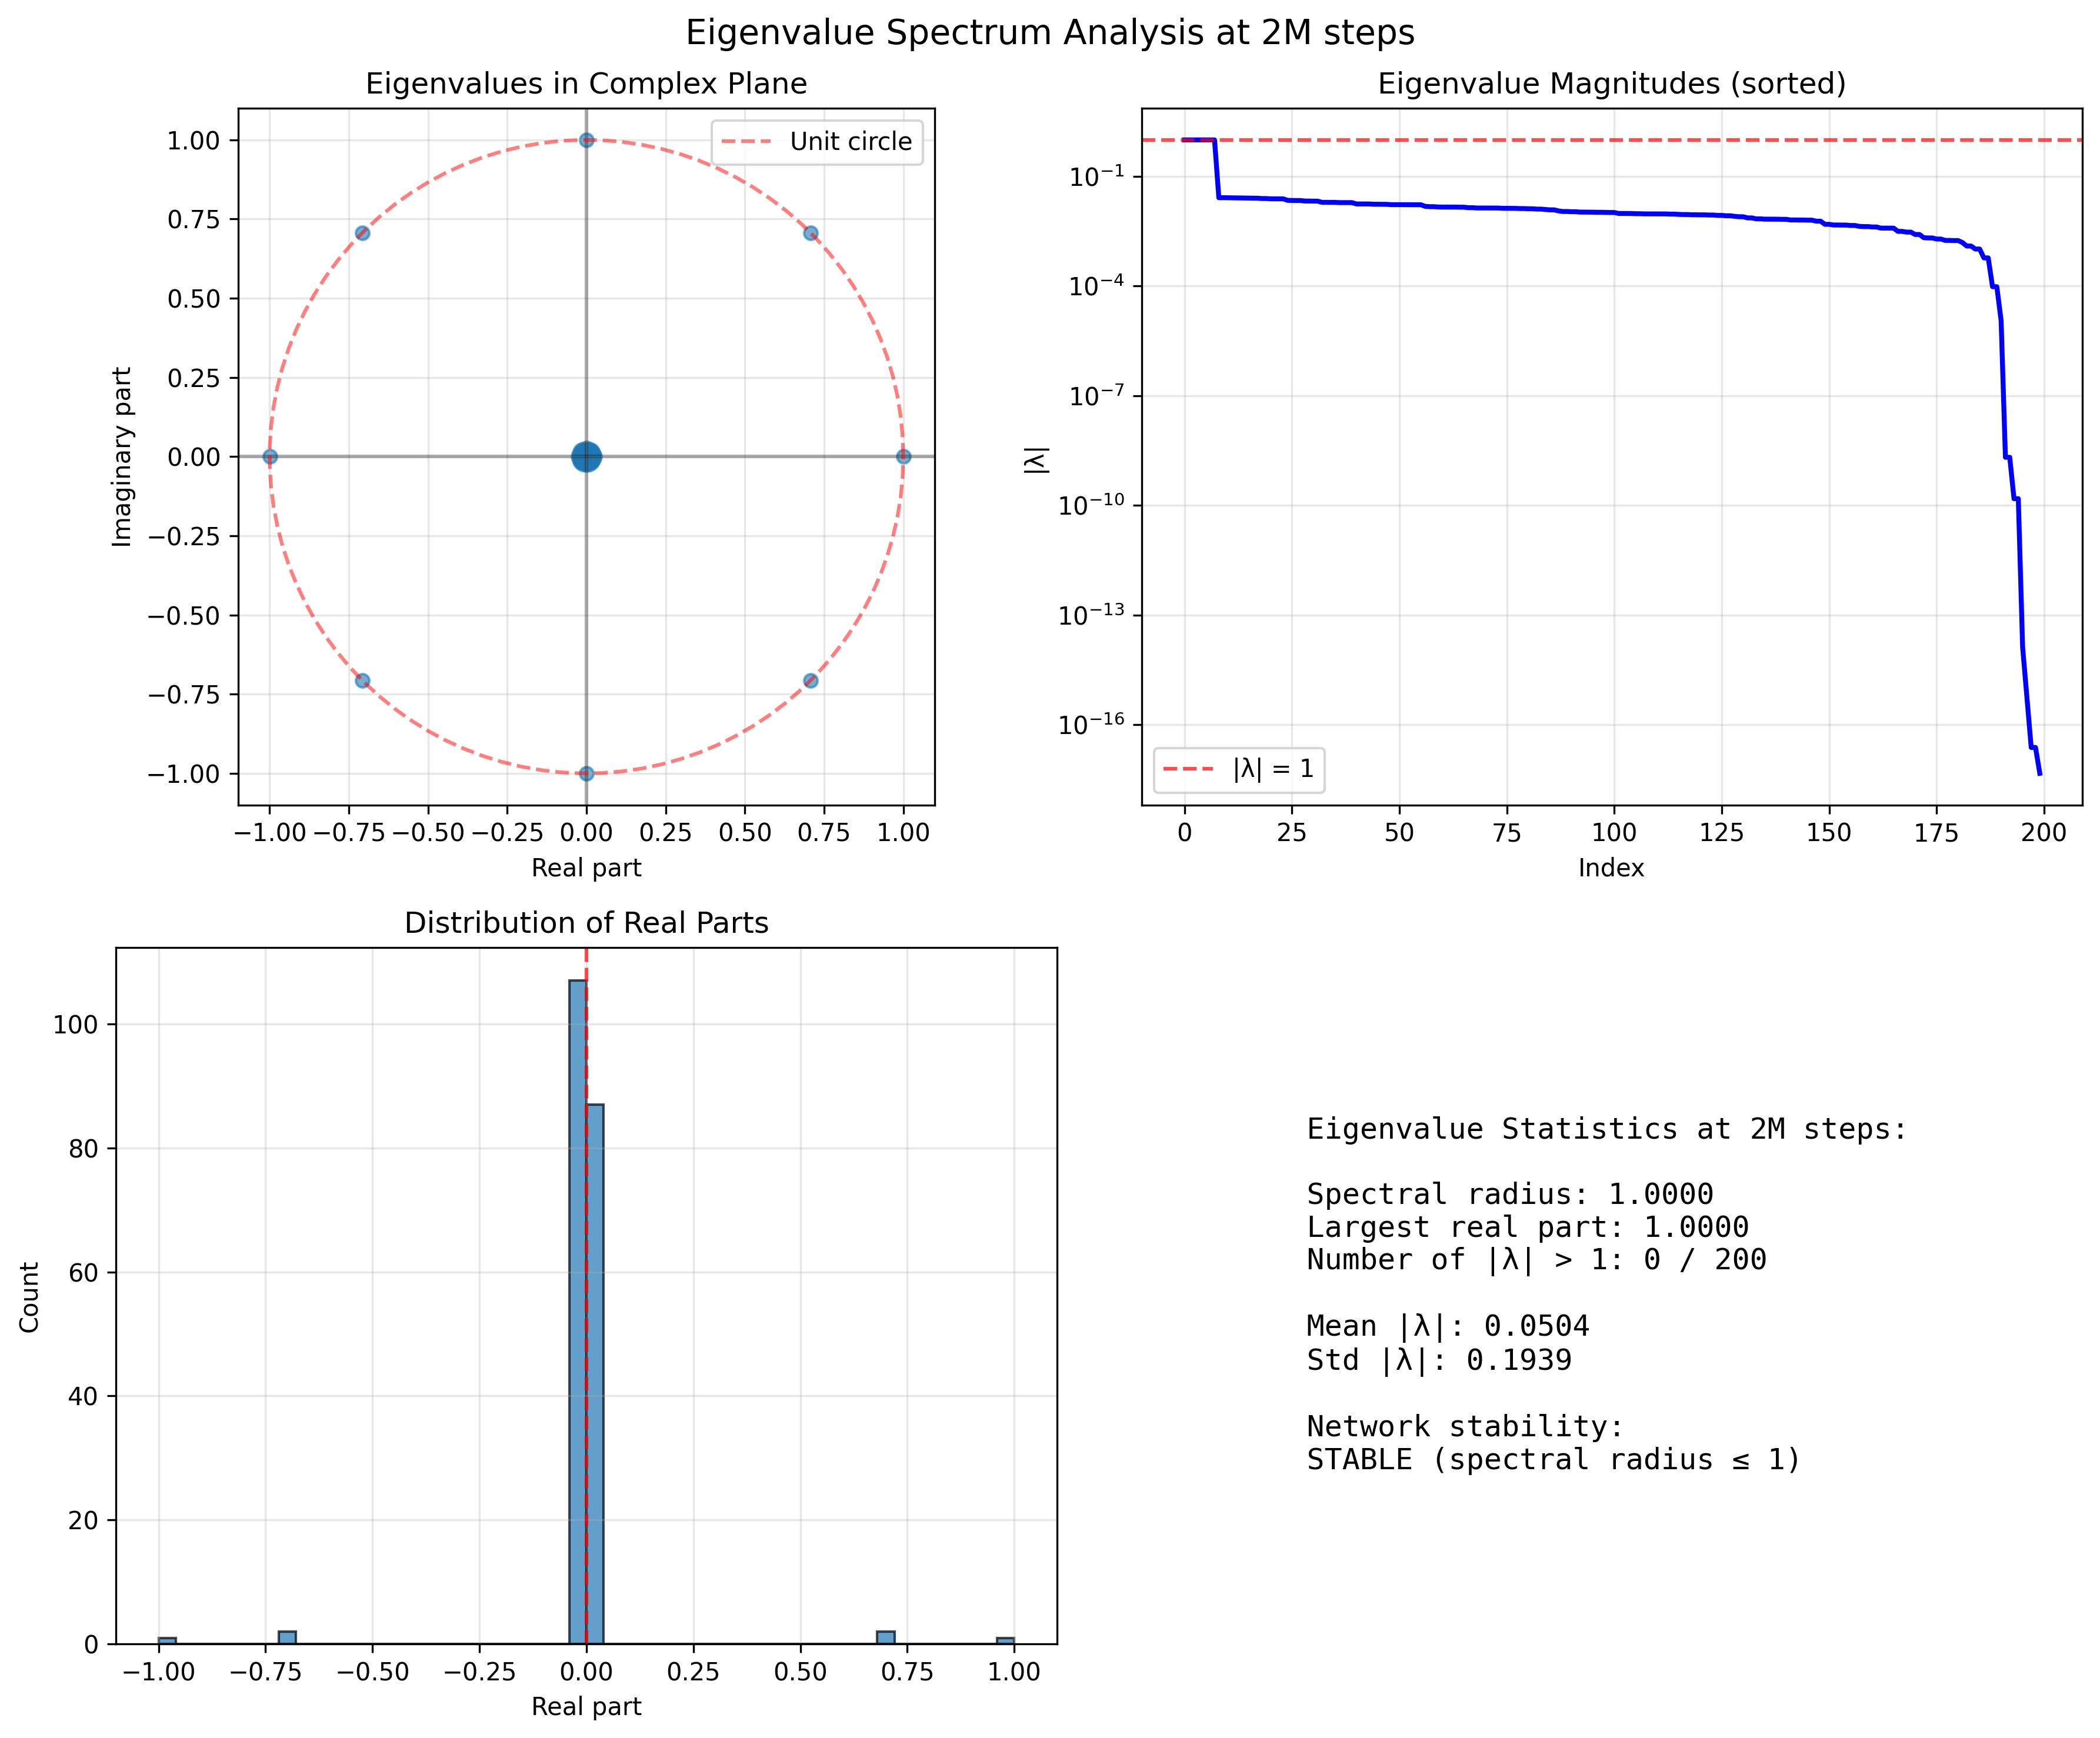 Eigenvalue Spectrum Analysis at 2M steps
Eigenvalues in Complex Plane
Unit circle
1.00
0.75
0.50
0.25
0.00
−0.25
−0.50
−0.75
−1.00
Imaginary part
−1.00 −0.75 −0.50 −0.25 0.00 0.25 0.50 0.75 1.00
Real part
Eigenvalue Magnitudes (sorted)
10⁻¹
10⁻⁴
10⁻⁷
10⁻¹⁰
10⁻¹³
10⁻¹⁶
|λ|
|λ| = 1
0 25 50 75 100 125 150 175 200
Index
Distribution of Real Parts
100
80
60
40
20
0
Count
−1.00 −0.75 −0.50 −0.25 0.00 0.25 0.50 0.75 1.00
Real part
Eigenvalue Statistics at 2M steps:
Spectral radius: 1.0000
Largest real part: 1.0000
Number of |λ| > 1: 0 / 200
Mean |λ|: 0.0504
Std |λ|: 0.1939
Network stability:
STABLE (spectral radius ≤ 1)